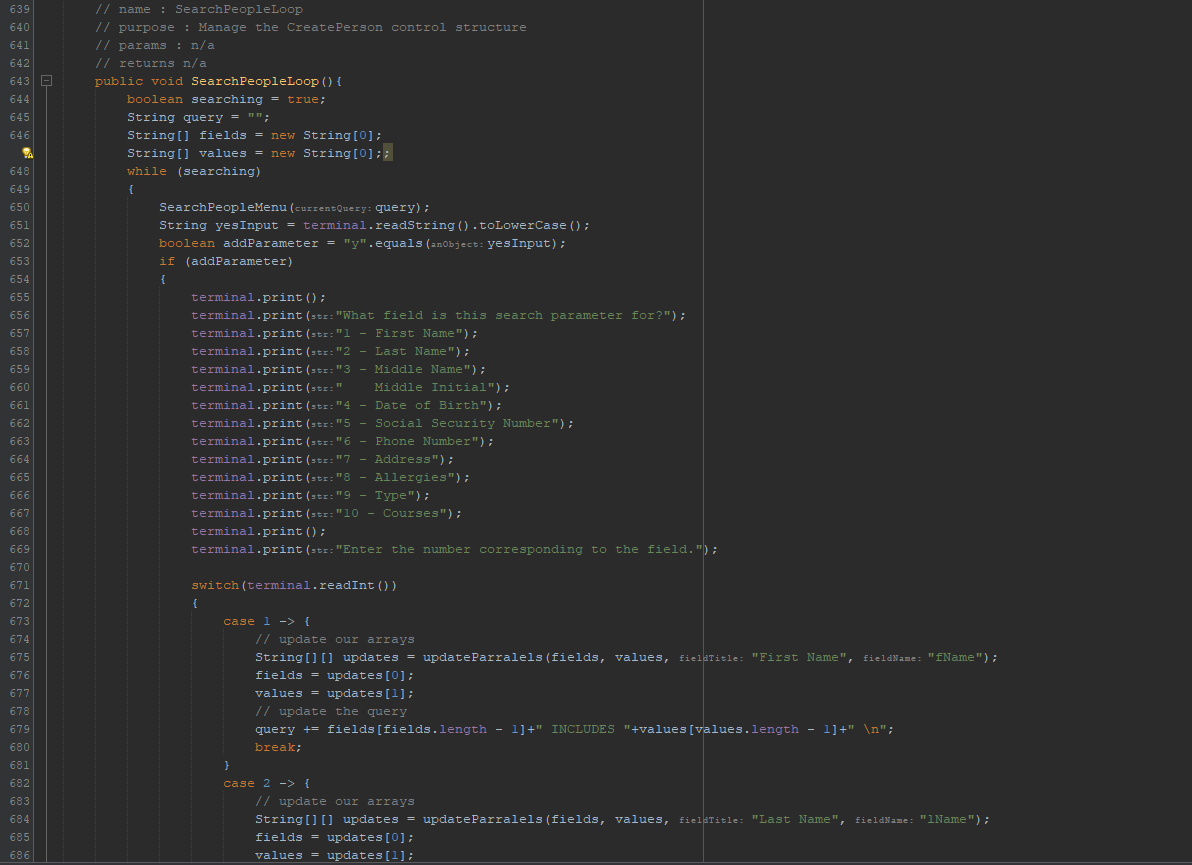 639 // name : SearchPeopleLoop
640 // purpose : Manage the CreatePerson control structure
641 // params : n/a
642 // returns n/a
643 public void SearchPeopleLoop(){
644 boolean searching = true;
645 String query = "";
646 String[] fields = new String[0];
String[] values = new String[0];;
648 while (searching)
649 {
650 SearchPeopleMenu( currentQuery: query);
651 String yesInput = terminal.readString().toLowerCase();
652 boolean addParameter = "y".equals( anObject: yesInput);
653 if (addParameter)
654 {
655 terminal.print();
656 terminal.print( str: "What field is this search parameter for?");
657 terminal.print( str: "1 - First Name");
658 terminal.print( str: "2 - Last Name");
659 terminal.print( str: "3 - Middle Name");
660 terminal.print( str: "    Middle Initial");
661 terminal.print( str: "4 - Date of Birth");
662 terminal.print( str: "5 - Social Security Number");
663 terminal.print( str: "6 - Phone Number");
664 terminal.print( str: "7 - Address");
665 terminal.print( str: "8 - Allergies");
666 terminal.print( str: "9 - Type");
667 terminal.print( str: "10 - Courses");
668 terminal.print();
669 terminal.print( str: "Enter the number corresponding to the field.");
670
671 switch(terminal.readInt())
672 {
673 case 1 -> {
674 // update our arrays
675 String[][] updates = updateParralels(fields, values, fieldTitle: "First Name", fieldName: "fName");
676 fields = updates[0];
677 values = updates[1];
678 // update the query
679 query += fields[fields.length - 1]+" INCLUDES "+values[values.length - 1]+" \n";
680 break;
681 }
682 case 2 -> {
683 // update our arrays
684 String[][] updates = updateParralels(fields, values, fieldTitle: "Last Name", fieldName: "lName");
685 fields = updates[0];
686 values = updates[1];